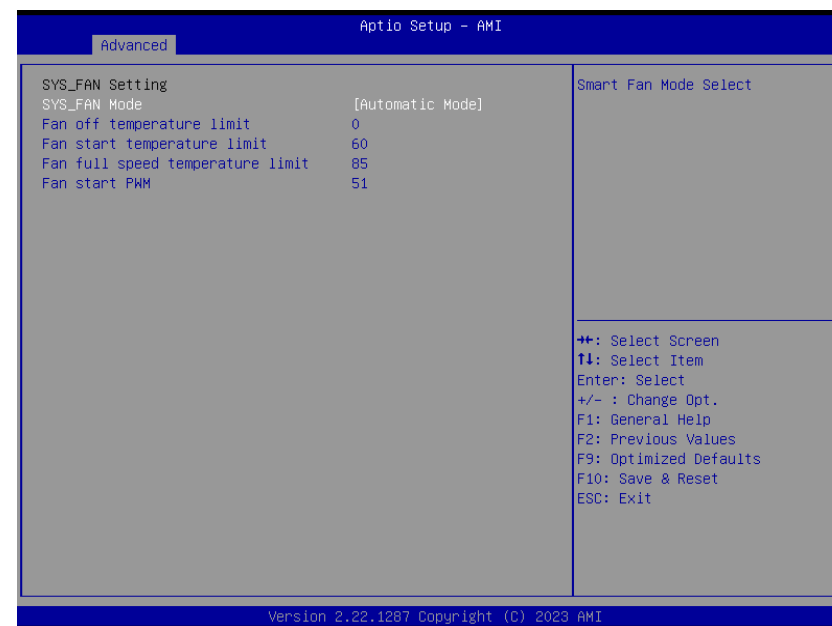 Aptio Setup – AMI
Advanced
SYS_FAN Setting
SYS_FAN Mode [Automatic Mode]
Fan off temperature limit 0
Fan start temperature limit 60
Fan full speed temperature limit 85
Fan start PWM 51
Smart Fan Mode Select
→←: Select Screen
↑↓: Select Item
Enter: Select
+/- : Change Opt.
F1: General Help
F2: Previous Values
F9: Optimized Defaults
F10: Save & Reset
ESC: Exit
Version 2.22.1287 Copyright (C) 2023 AMI